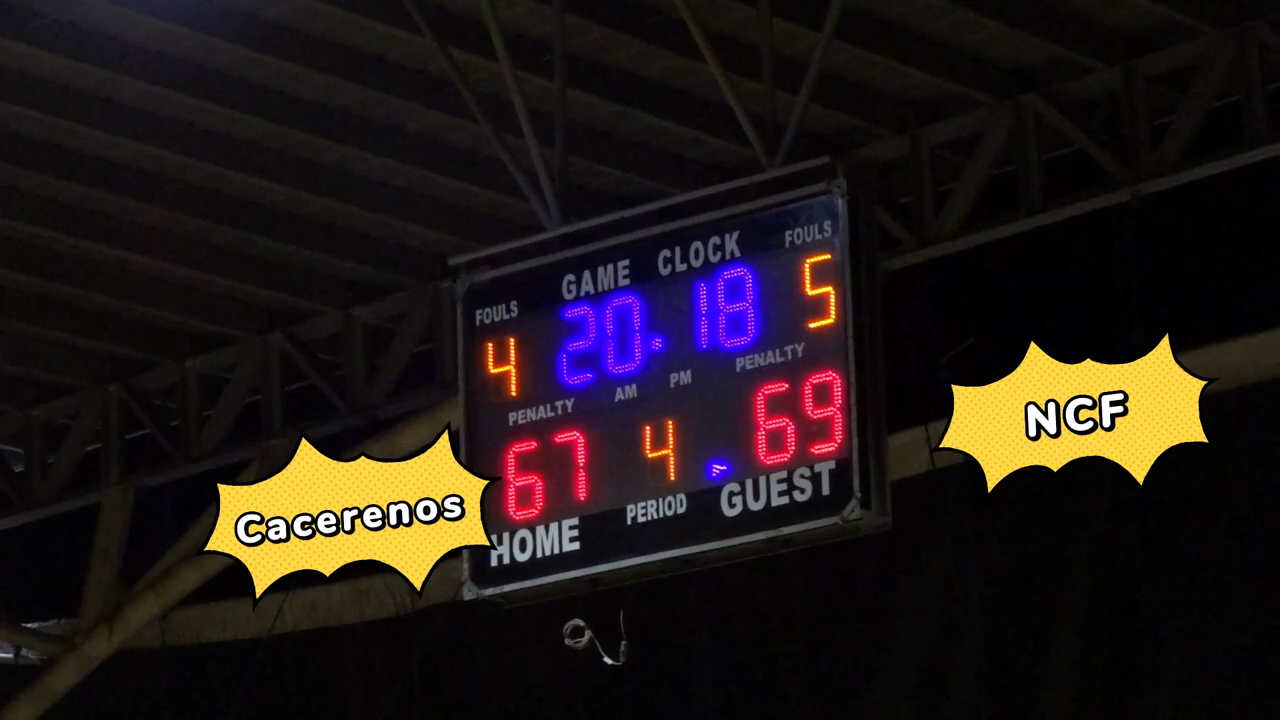 GAME CLOCK
FOULS
FOULS
20.18
4
5
AM PM
PENALTY
PENALTY
67
4
69
HOME
PERIOD
GUEST
Cacerenos
NCF